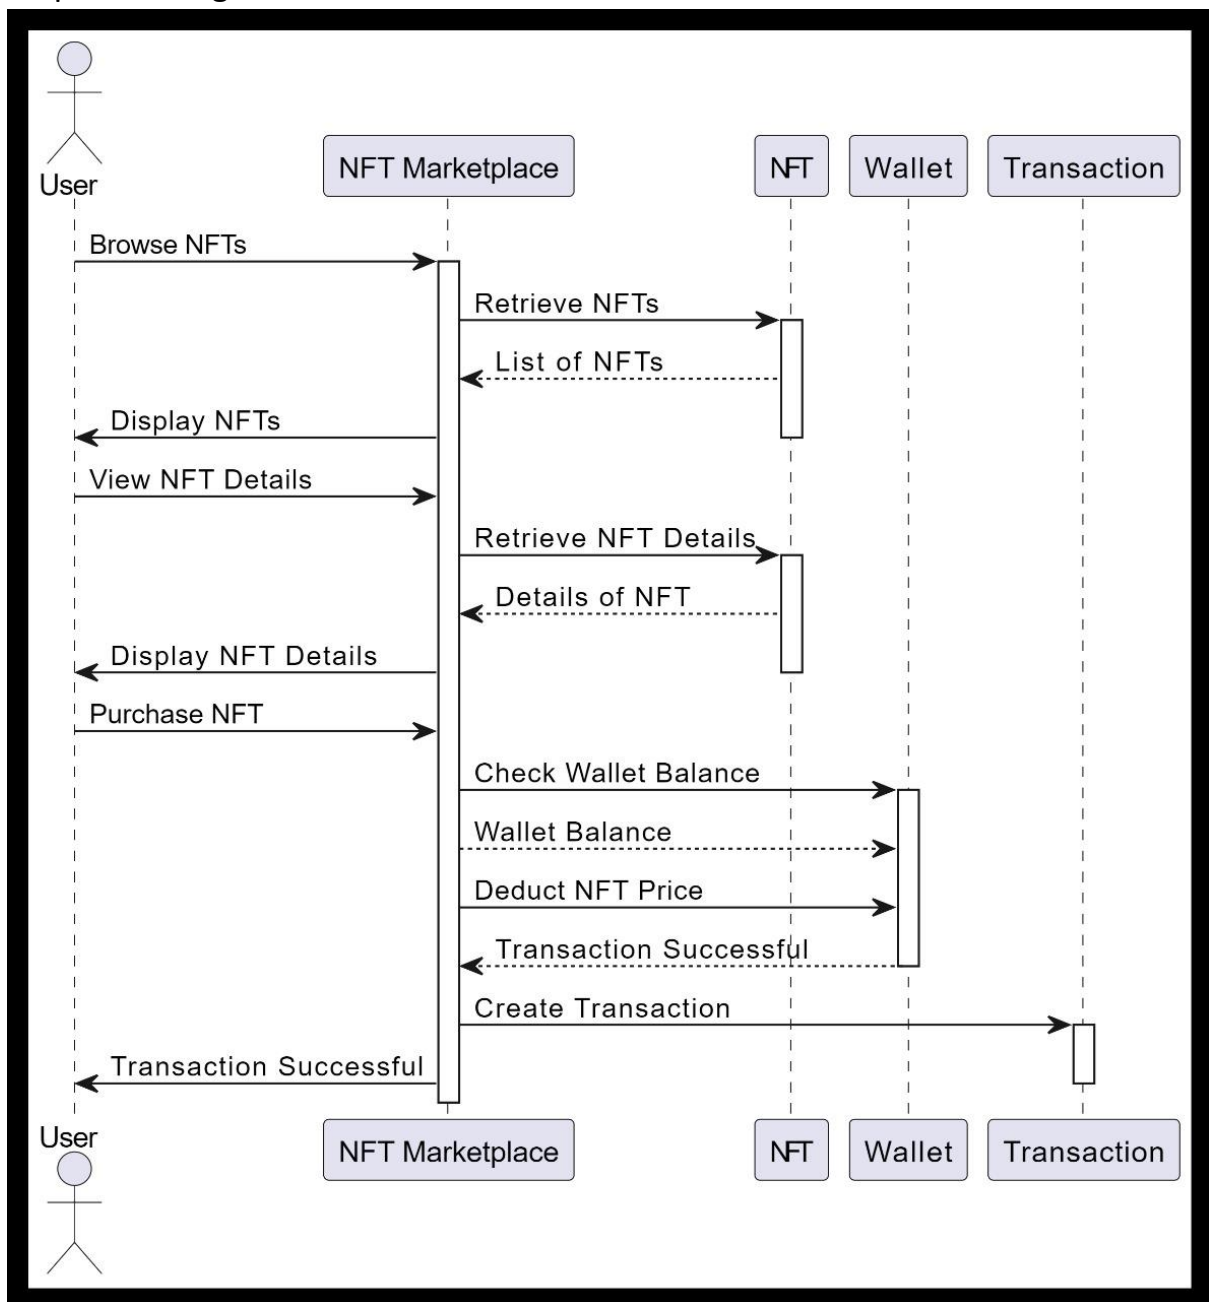 User
NFT Marketplace
NFT
Wallet
Transaction
Browse NFTs
Retrieve NFTs
List of NFTs
Display NFTs
View NFT Details
Retrieve NFT Details
Details of NFT
Display NFT Details
Purchase NFT
Check Wallet Balance
Wallet Balance
Deduct NFT Price
Transaction Successful
Create Transaction
Transaction Successful
User
NFT Marketplace
NFT
Wallet
Transaction